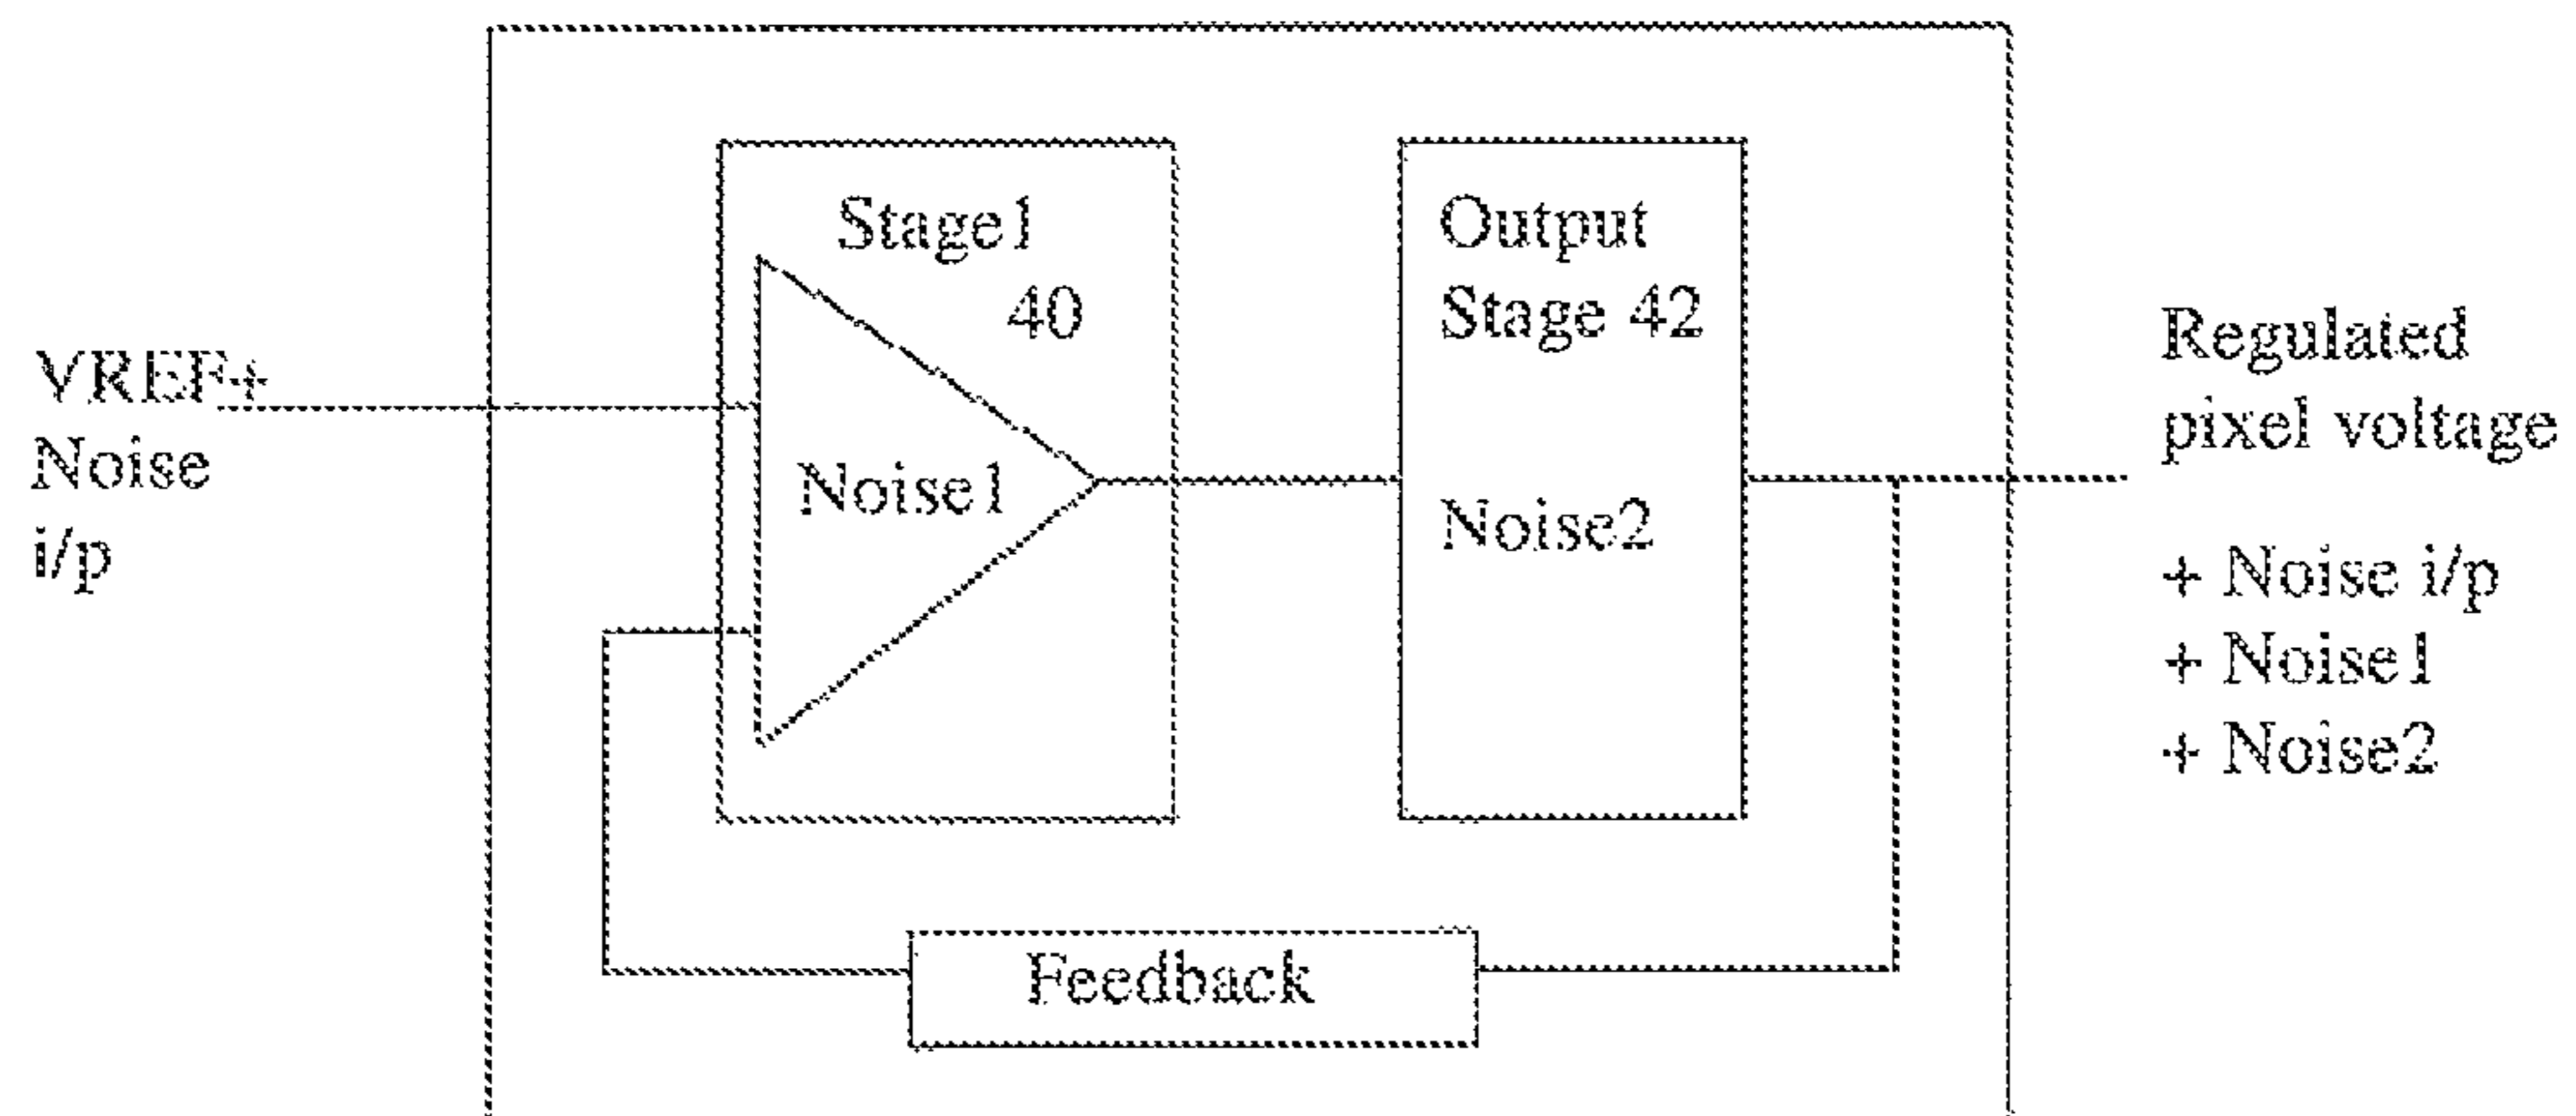 VREF+
Noise
i/p
Stage1
40
Noise1
Output
Stage 42
Noise2
Feedback
Regulated
pixel voltage
+ Noise i/p
+ Noise1
+ Noise2